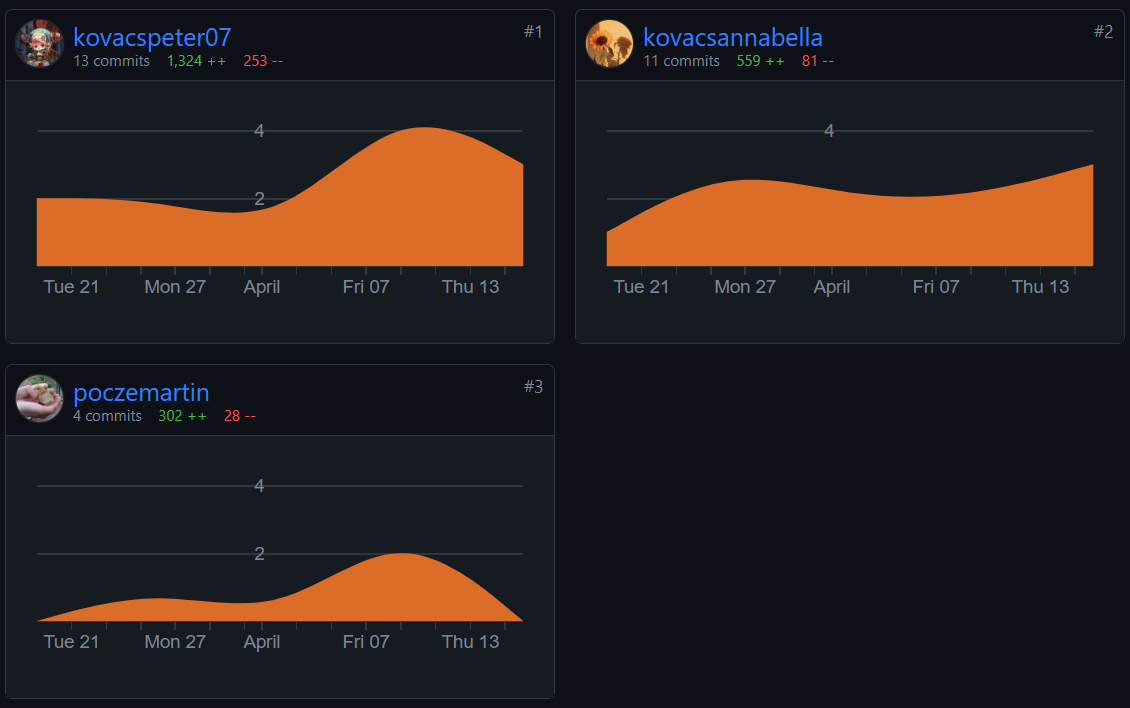 kovacspeter07 #1
13 commits 1,324 ++ 253 --
4
2
Tue 21 Mon 27 April Fri 07 Thu 13
kovacsannabella #2
11 commits 559 ++ 81 --
4
Tue 21 Mon 27 April Fri 07 Thu 13
poczemartin #3
4 commits 302 ++ 28 --
4
2
Tue 21 Mon 27 April Fri 07 Thu 13